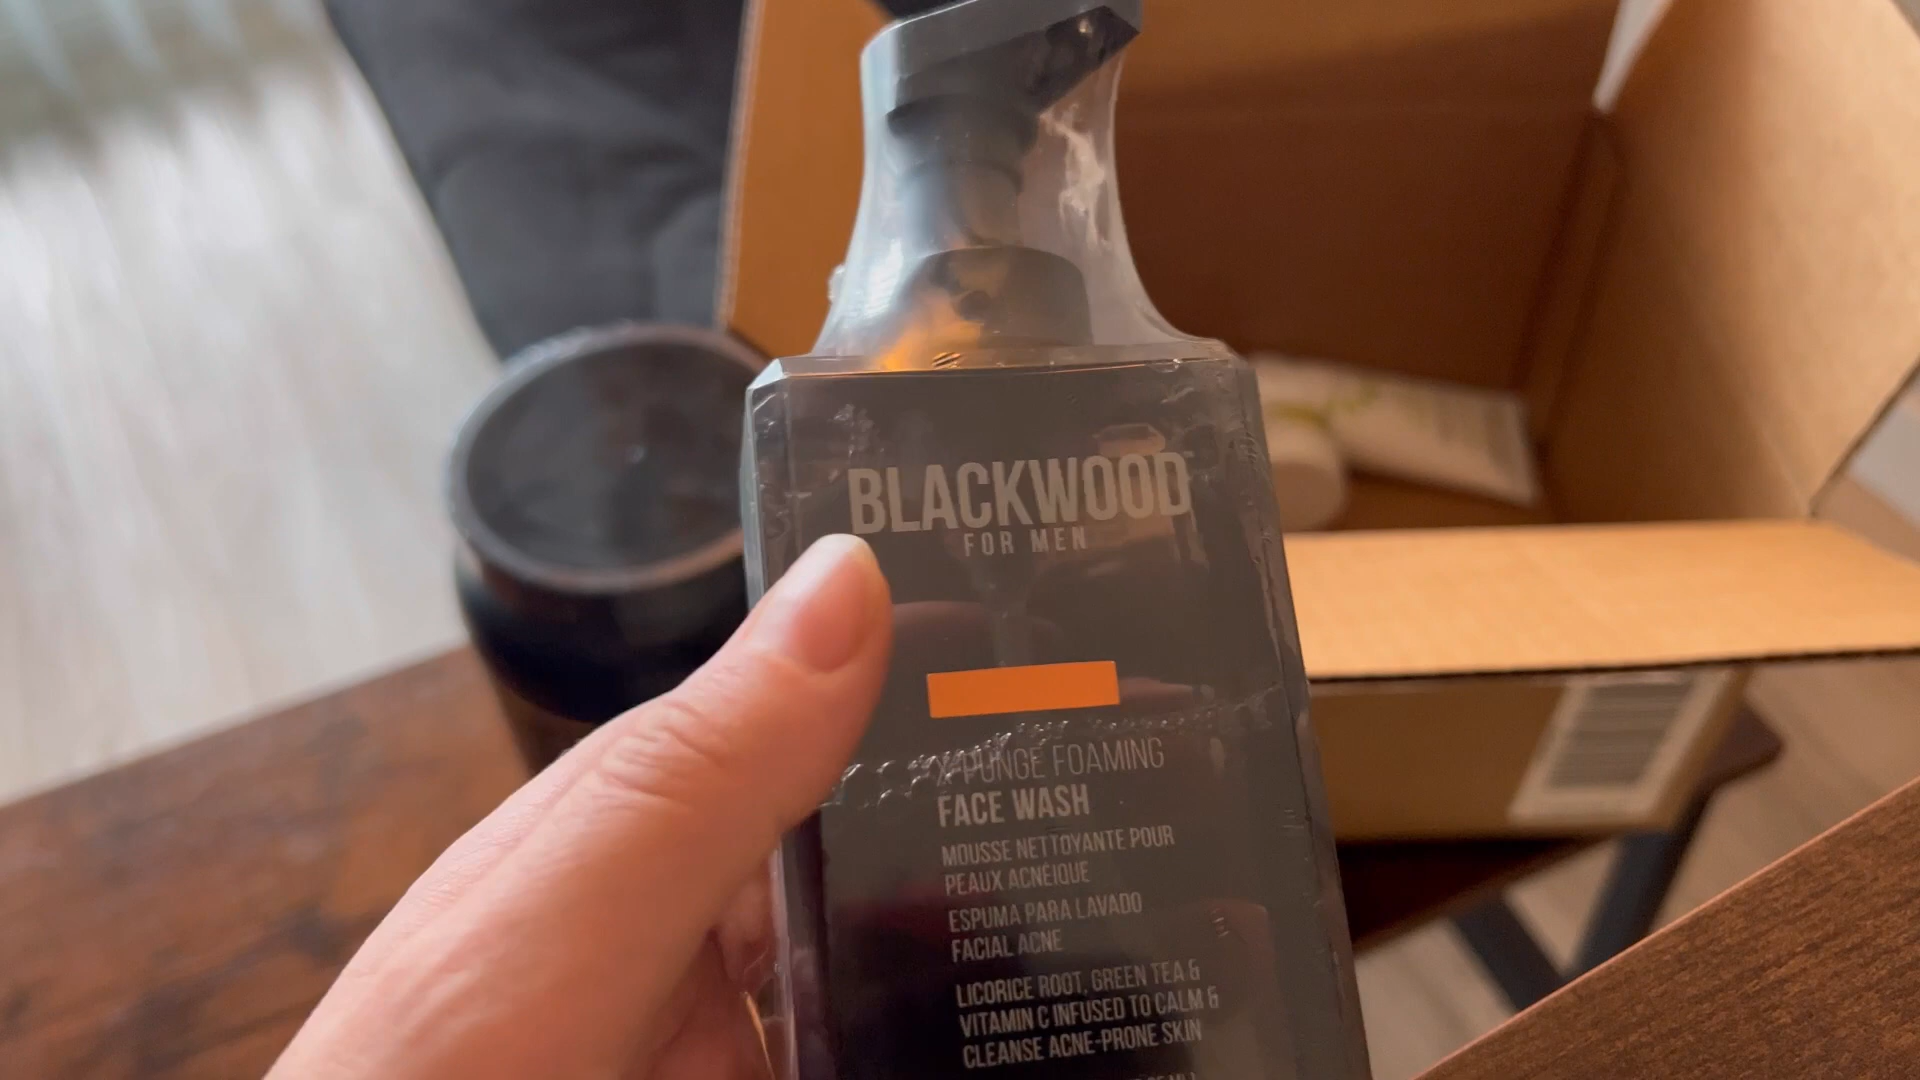 BLACKWOOD
FOR MEN
X-PUNGE FOAMING
FACE WASH
MOUSSE NETTOYANTE POUR
PEAUX ACNÉIQUE
ESPUMA PARA LAVADO
FACIAL ACNE
LICORICE ROOT, GREEN TEA &
VITAMIN C INFUSED TO CALM &
CLEANSE ACNE-PRONE SKIN